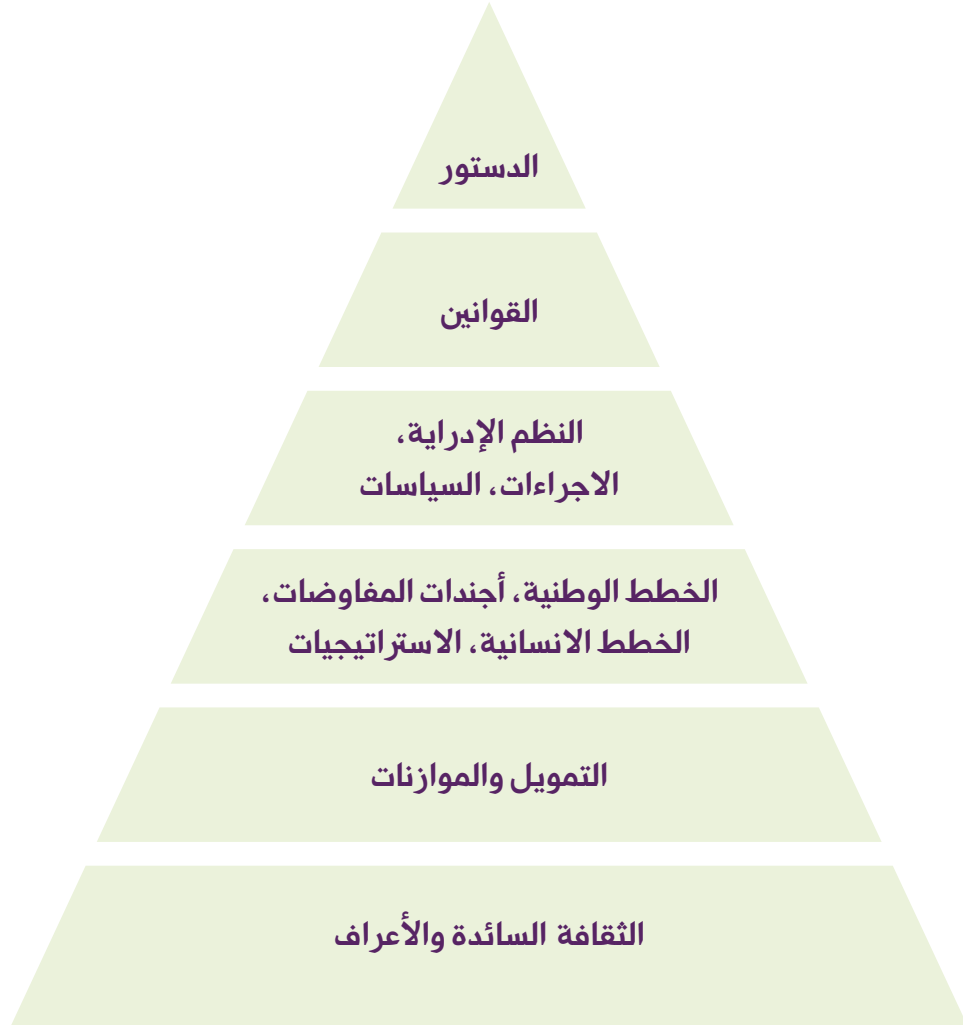 الدستور
القوانين
النظم الإدراية،
الاجراءات، السياسات
الخطط الوطنية، أجندات المفاوضات،
الخطط الانسانية، الاستراتيجيات
التمويل والموازنات
الثقافة السائدة والأعراف